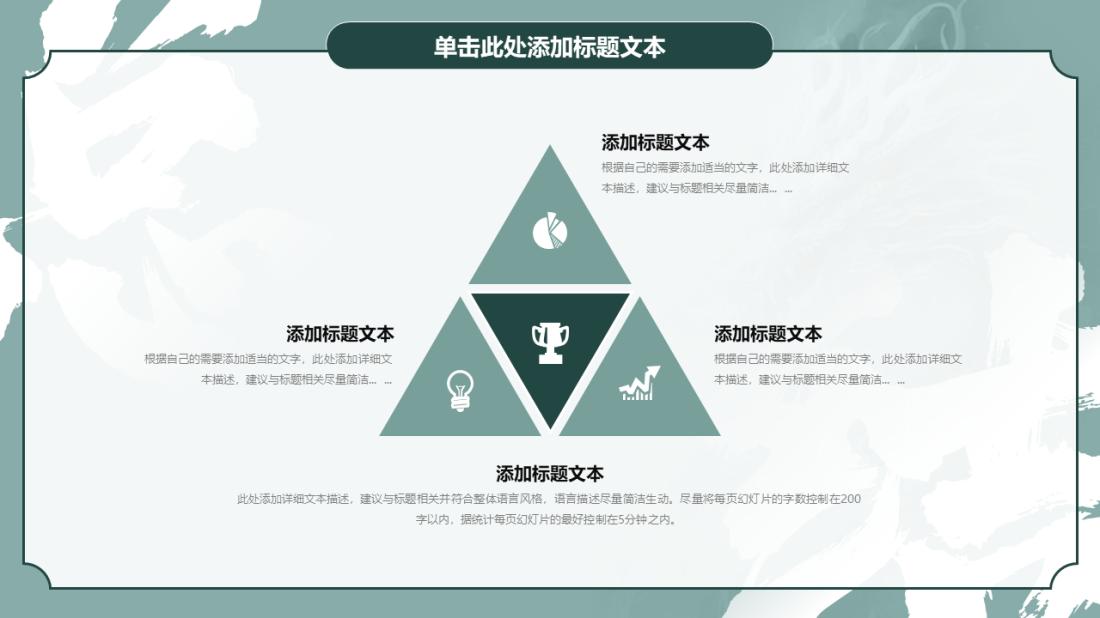 单击此处添加标题文本
添加标题文本
根据自己的需要添加适当的文字，此处添加详细文
本描述，建议与标题相关尽量简洁... ...
添加标题文本
根据自己的需要添加适当的文字，此处添加详细文
本描述，建议与标题相关尽量简洁... ...
添加标题文本
根据自己的需要添加适当的文字，此处添加详细文
本描述，建议与标题相关尽量简洁... ...
添加标题文本
此处添加详细文本描述，建议与标题相关并符合整体语言风格，语言描述尽量简洁生动。尽量将每页幻灯片的字数控制在200
字以内，据统计每页幻灯片的最好控制在5分钟之内。